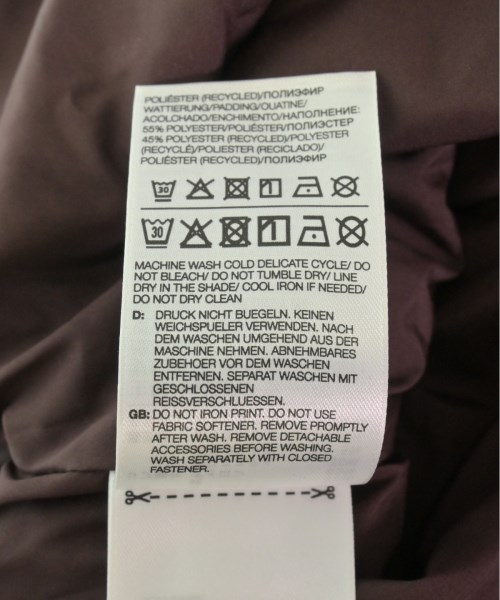 POLIÉSTER (RECYCLED)/ПОЛИЭФИР
WATTIERUNG/PADDING/OUATINE/
ACOLCHADO/ENCHIMENTO/НАПОЛНЕНИЕ:
55% POLYESTER/POLIÉSTER/ПОЛИЭСТЕР
45% POLYESTER (RECYCLED)/POLYESTER
(RECYCLÉ)/POLIESTER (RECICLADO)/
POLIÉSTER (RECYCLED)/ПОЛИЭФИР
30
30
MACHINE WASH COLD DELICATE CYCLE/ DO
NOT BLEACH/ DO NOT TUMBLE DRY/ LINE
DRY IN THE SHADE/ COOL IRON IF NEEDED/
DO NOT DRY CLEAN
D: DRUCK NICHT BUEGELN. KEINEN
WEICHSPUELER VERWENDEN. NACH
DEM WASCHEN UMGEHEND AUS DER
MASCHINE NEHMEN. ABNEHMBARES
ZUBEHOER VOR DEM WASCHEN
ENTFERNEN. SEPARAT WASCHEN MIT
GESCHLOSSENEN
REISSVERSCHLUESSEN.
GB: DO NOT IRON PRINT. DO NOT USE
FABRIC SOFTENER. REMOVE PROMPTLY
AFTER WASH. REMOVE DETACHABLE
ACCESSORIES BEFORE WASHING.
WASH SEPARATELY WITH CLOSED
FASTENER.